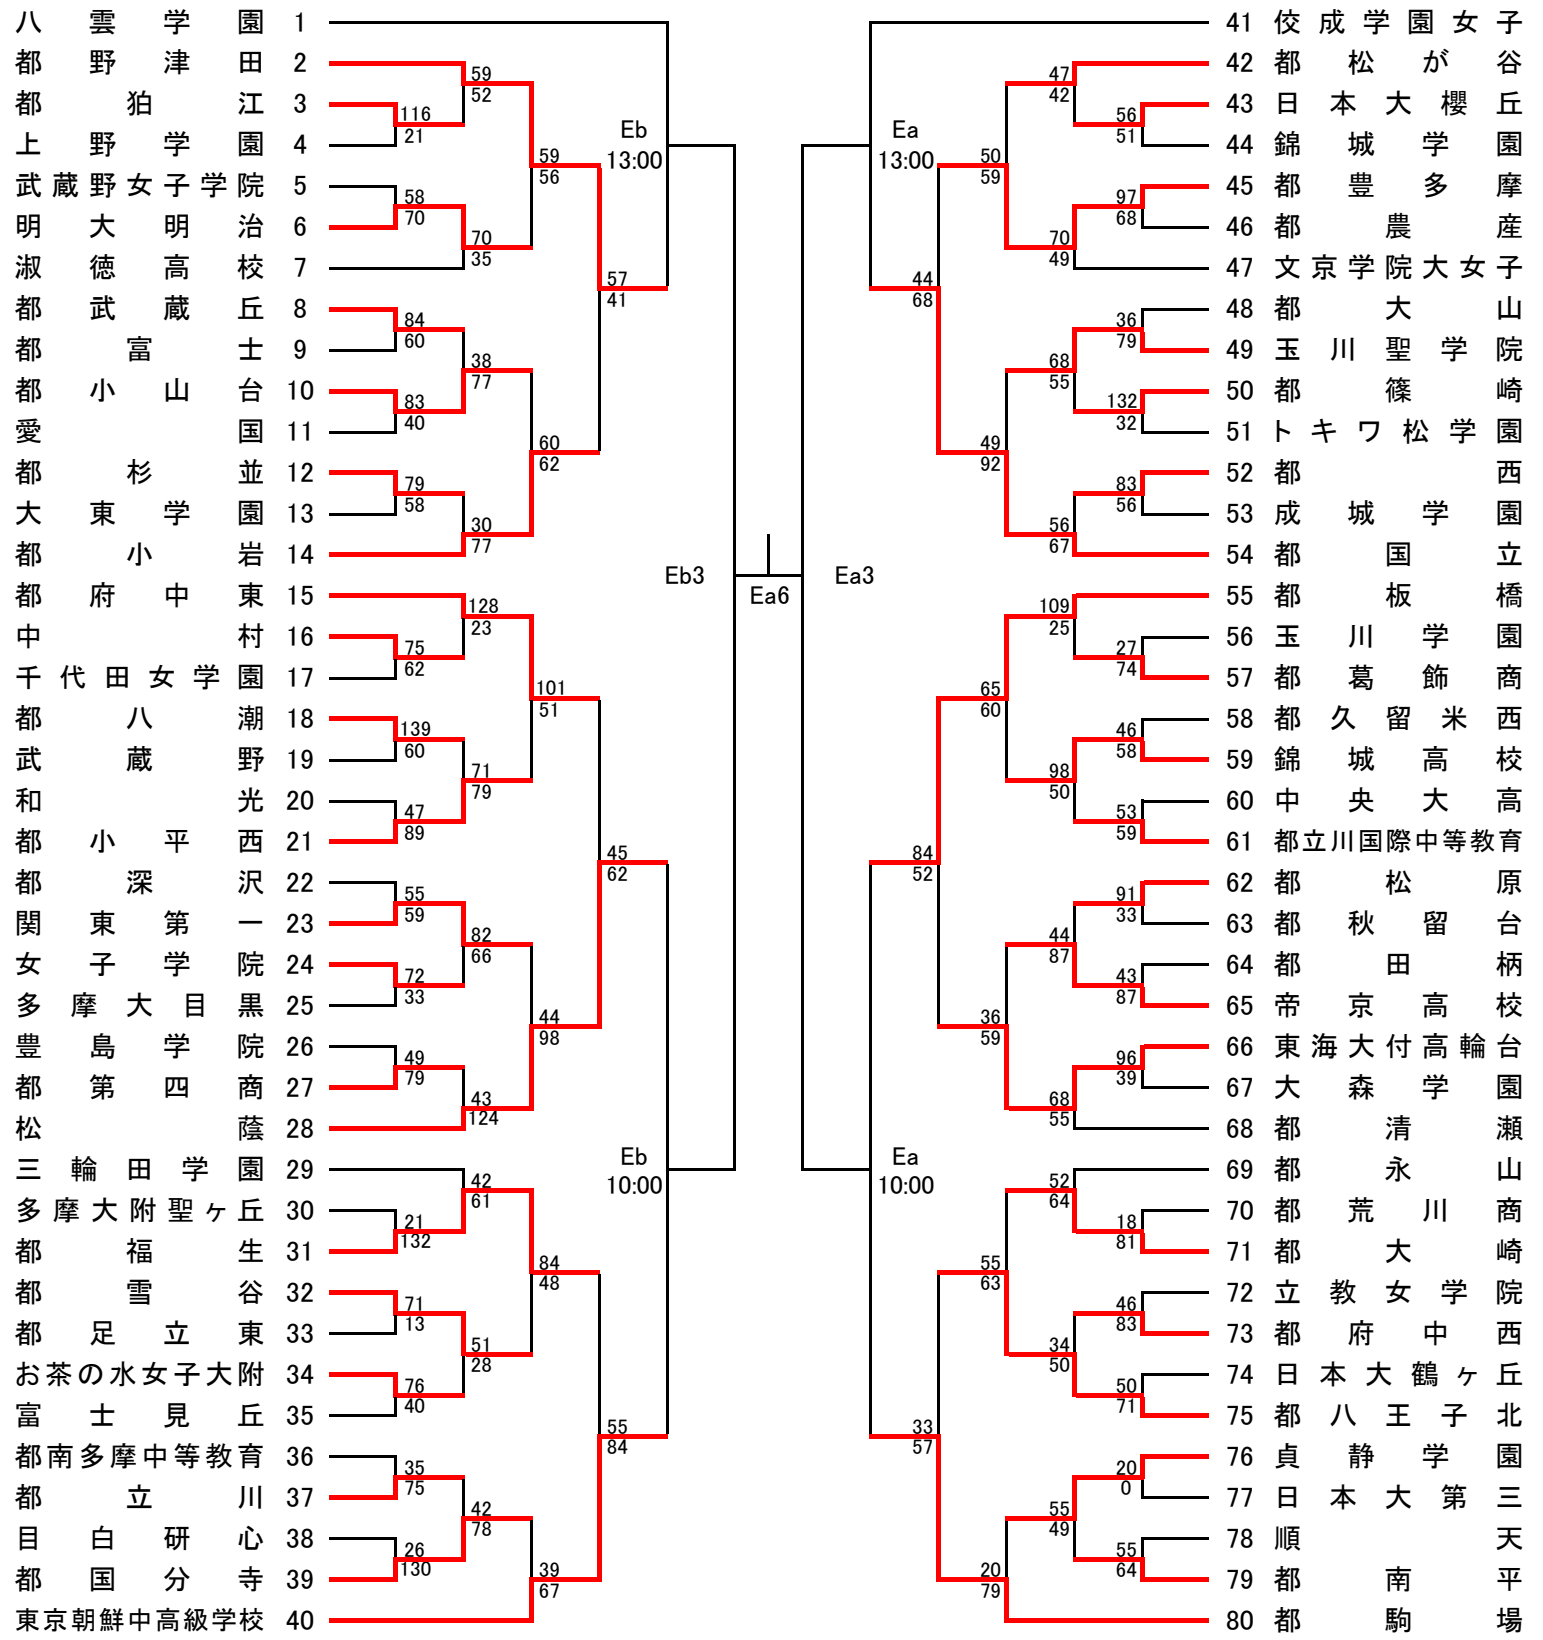 八雲学園 1
都野津田 2
都狛江 3
上野学園 4
武蔵野女子学院 5
明大明治 6
淑徳高校 7
都武蔵丘 8
都富士 9
都小山台 10
愛国 11
都杉並 12
大東学園 13
都小岩 14
都府中東 15
中村 16
千代田女学園 17
都八潮 18
武蔵野 19
和光 20
都小平西 21
都深沢 22
関東第一 23
女子学院 24
多摩大目黒 25
豊島学院 26
都第四商 27
松蔭 28
三輪田学園 29
多摩大附聖ヶ丘 30
都福生 31
都雪谷 32
都足立東 33
お茶の水女子大附 34
富士見丘 35
都南多摩中等教育 36
都立川 37
目白研心 38
都国分寺 39
東京朝鮮中高級学校 40
116
21
58
70
84
60
83
40
79
58
75
62
139
60
47
89
55
59
72
33
49
79
21
132
71
13
76
40
35
75
26
130
59
52
70
35
38
77
30
77
128
23
71
79
82
66
43
124
42
61
51
28
42
78
59
56
60
62
101
51
44
98
84
48
39
67
57
41
45
62
55
84
Eb
13:00
Eb
10:00
Eb3
Ea6
Ea3
Ea
13:00
Ea
10:00
44
68
84
52
33
57
50
59
49
92
65
60
36
59
55
63
20
79
47
42
70
49
68
55
56
67
109
25
98
50
44
87
68
55
52
64
34
50
55
49
56
51
97
68
36
79
132
32
83
56
27
74
46
58
53
59
91
33
43
87
96
39
18
81
46
83
50
71
20
0
55
64
41 佼成学園女子
42 都松が谷
43 日本大櫻丘
44 錦城学園
45 都豊多摩
46 都農産
47 文京学院大女子
48 都大山
49 玉川聖学院
50 都篠崎
51 トキワ松学園
52 都西
53 成城学園
54 都国立
55 都板橋
56 玉川学園
57 都葛飾商
58 都久留米西
59 錦城高校
60 中央大高
61 都立川国際中等教育
62 都松原
63 都秋留台
64 都田柄
65 帝京高校
66 東海大付高輪台
67 大森学園
68 都清瀬
69 都永山
70 都荒川商
71 都大崎
72 立教女学院
73 都府中西
74 日本大鶴ヶ丘
75 都八王子北
76 貞静学園
77 日本大第三
78 順天
79 都南平
80 都駒場